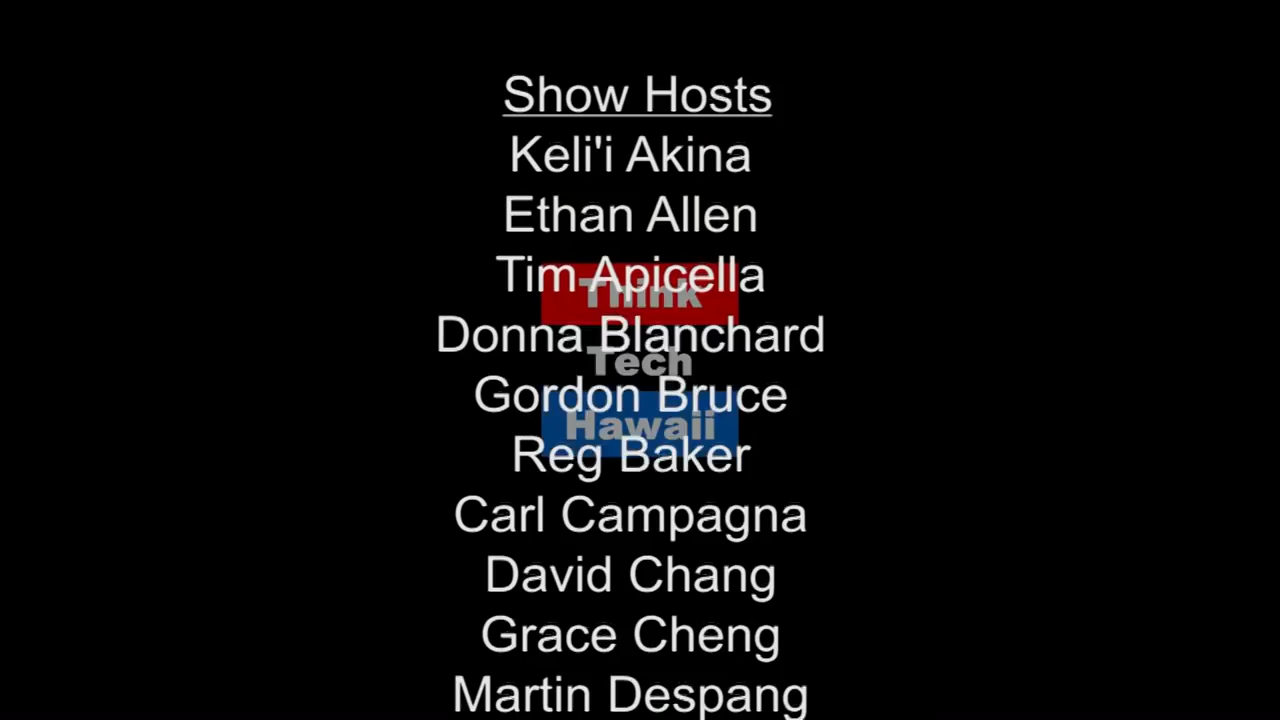 Show Hosts
Keli'i Akina
Ethan Allen
Tim Apicella
Think
Donna Blanchard
Tech
Gordon Bruce
Hawaii
Reg Baker
Carl Campagna
David Chang
Grace Cheng
Martin Despang